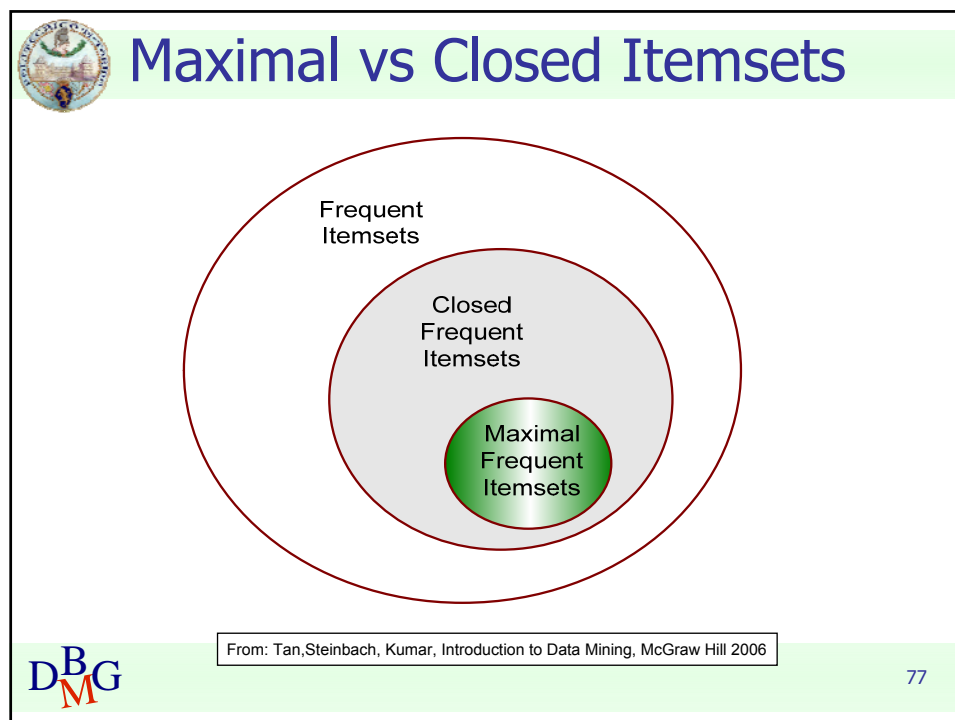 Maximal vs Closed Itemsets
Frequent
Itemsets
Closed
Frequent
Itemsets
Maximal
Frequent
Itemsets
From: Tan,Steinbach, Kumar, Introduction to Data Mining, McGraw Hill 2006
DBMG
77